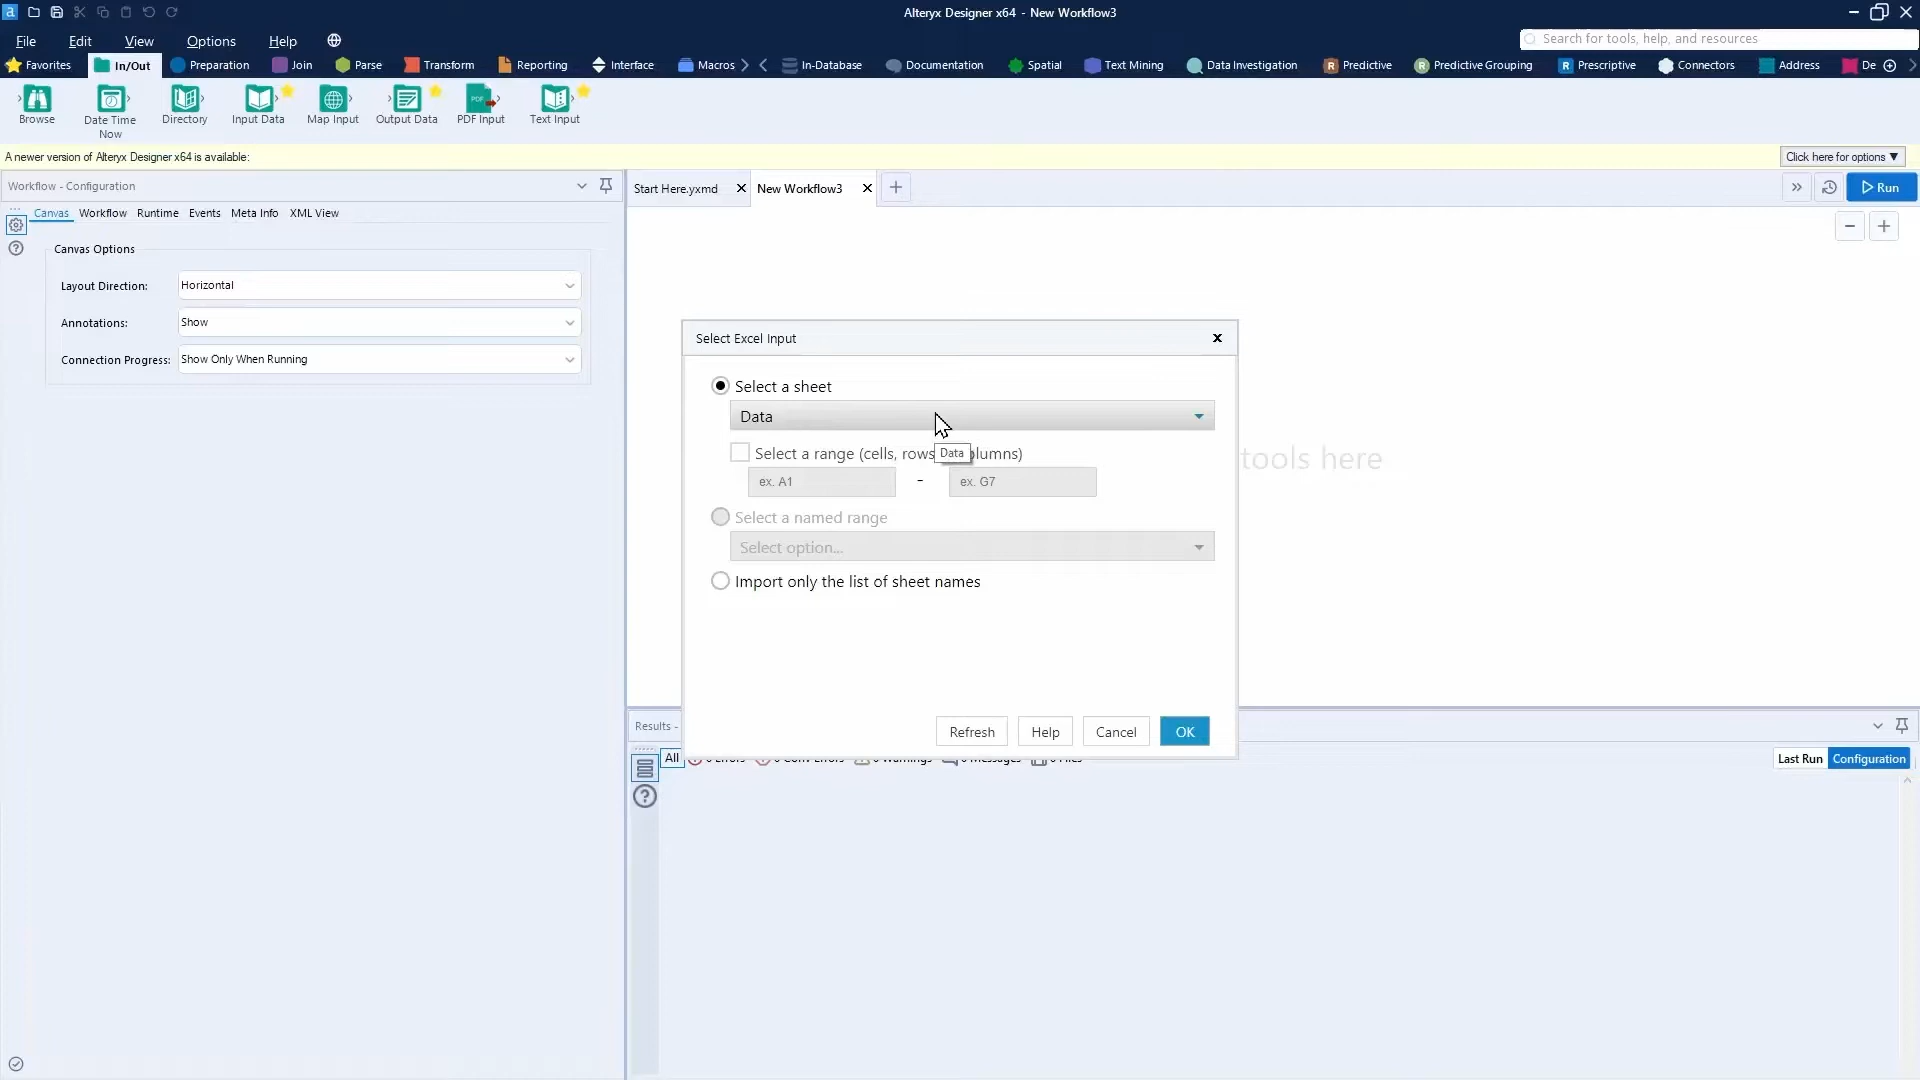 Alteryx Designer x64 - New Workflow3
File Edit View Options Help
Search for tools, help, and resources
Favorites In/Out Preparation Join Parse Transform Reporting Interface Macros In-Database Documentation Spatial Text Mining Data Investigation Predictive Predictive Grouping Prescriptive Connectors Address De
Browse Date Time Now Directory Input Data Map Input Output Data PDF Input Text Input
A newer version of Alteryx Designer x64 is available:
Click here for options ▼
Workflow - Configuration
Start Here.yxmd New Workflow3
Run
Canvas Workflow Runtime Events Meta Info XML View
Canvas Options
Layout Direction: Horizontal
Annotations: Show
Connection Progress: Show Only When Running
tools here
Select Excel Input
Select a sheet
Data
Select a range (cells, rows
Data
ex. A1 - ex. G7
Select a named range
Select option...
Import only the list of sheet names
Refresh Help Cancel OK
Results -
All
Last Run Configuration